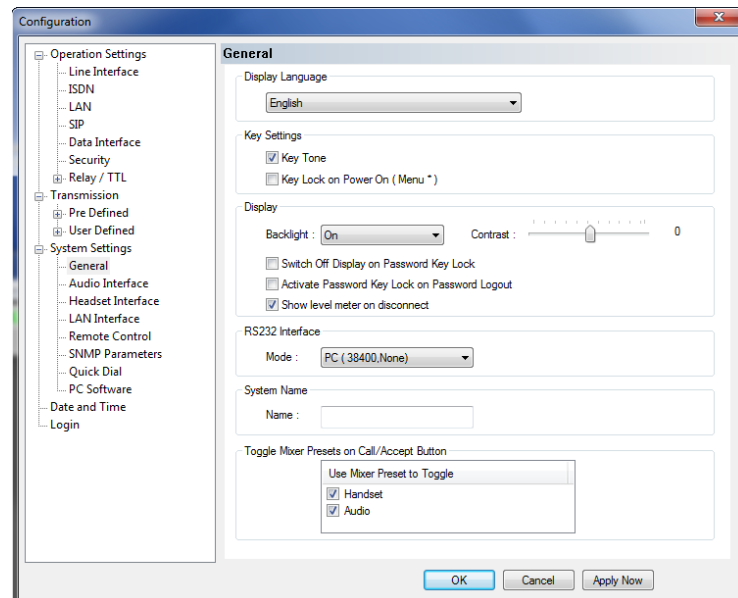 Configuration
x
Operation Settings
Line Interface
ISDN
LAN
SIP
Data Interface
Security
Relay / TTL
Transmission
Pre Defined
User Defined
System Settings
General
Audio Interface
Headset Interface
LAN Interface
Remote Control
SNMP Parameters
Quick Dial
PC Software
Date and Time
Login
General
Display Language
English
Key Settings
Key Tone
Key Lock on Power On ( Menu * )
Display
Backlight : On Contrast : 0
Switch Off Display on Password Key Lock
Activate Password Key Lock on Password Logout
Show level meter on disconnect
RS232 Interface
Mode : PC ( 38400,None)
System Name
Name :
Toggle Mixer Presets on Call/Accept Button
Use Mixer Preset to Toggle
Handset
Audio
OK Cancel Apply Now